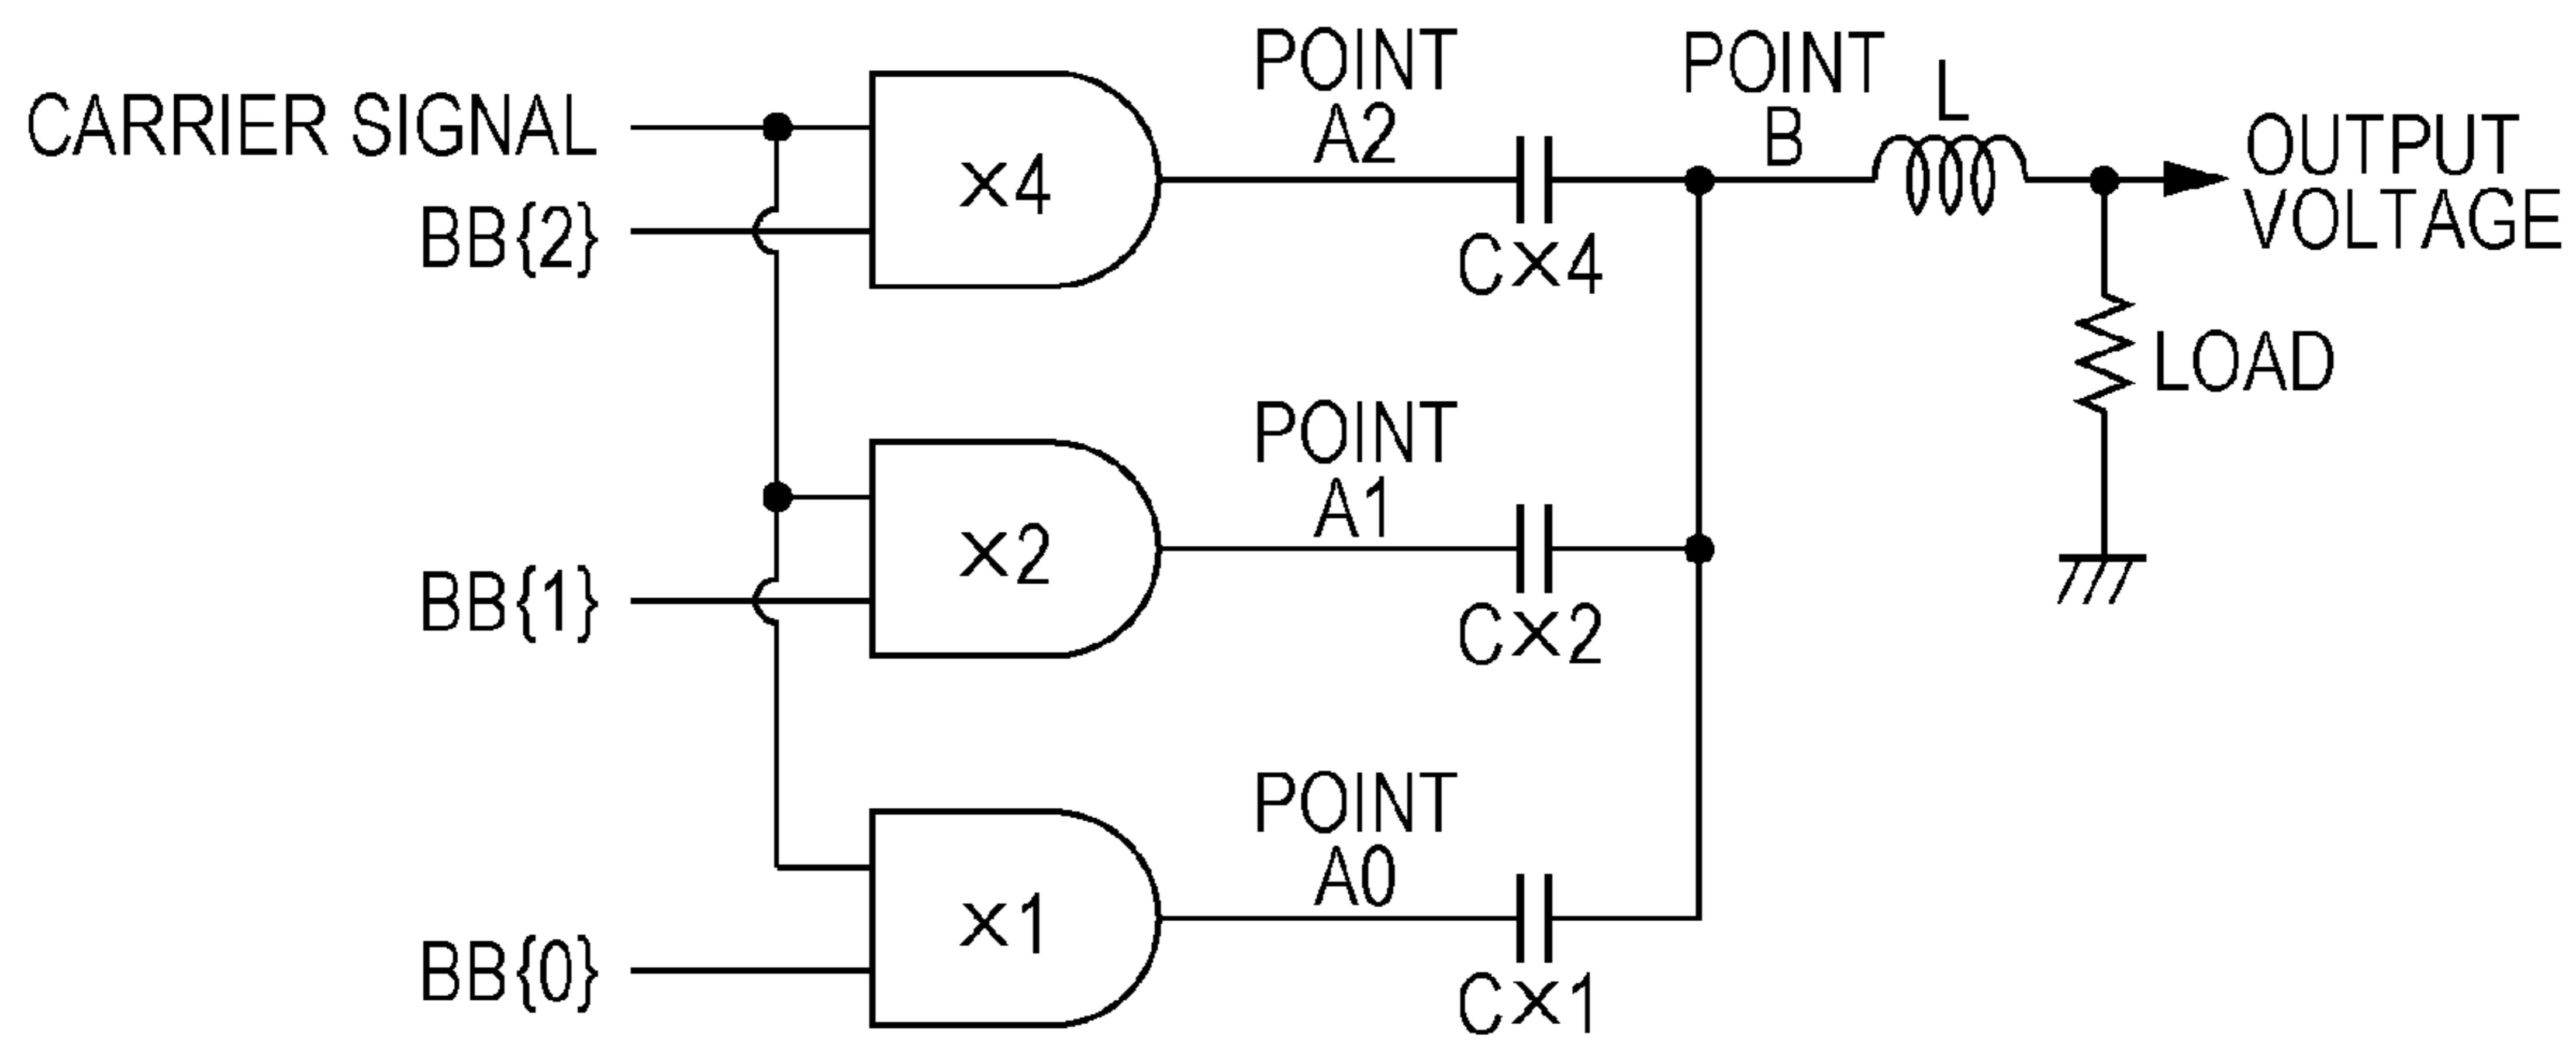 CARRIER SIGNAL
BB{2}
×4
POINT
A2
C×4
POINT
B
L
OUTPUT
VOLTAGE
LOAD
BB{1}
×2
POINT
A1
C×2
BB{0}
×1
POINT
A0
C×1